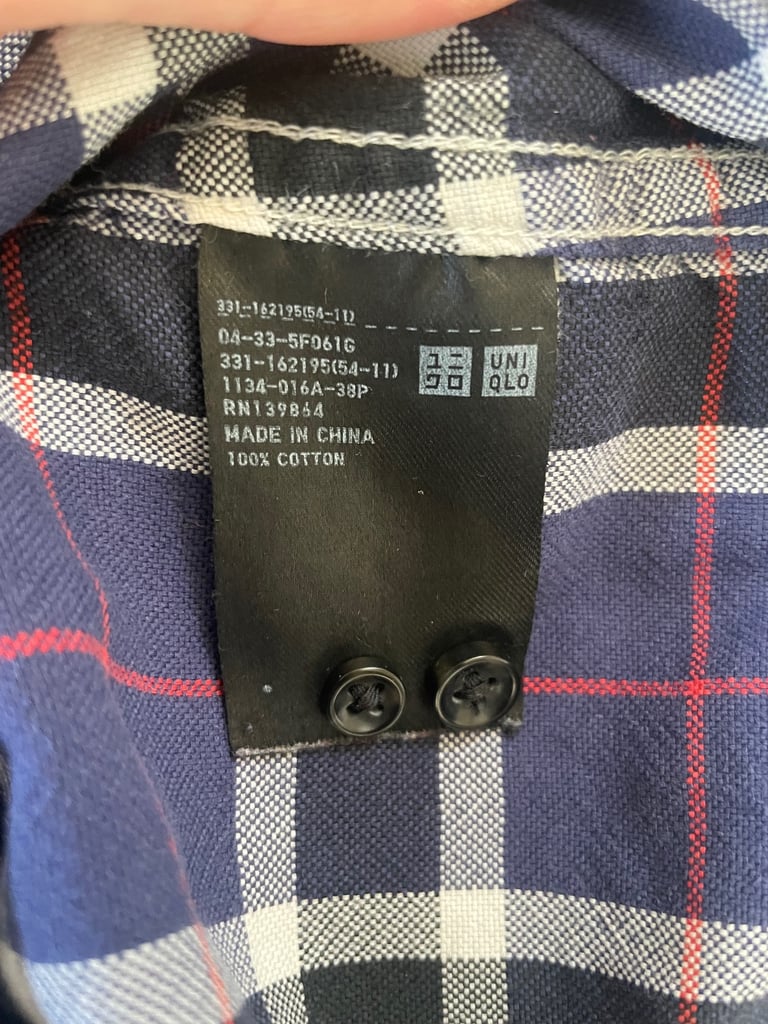 331-162195(54-11)
04-33-5F061G
331-162195(54-11)
1134-016A-38P
RN139864
MADE IN CHINA
100% COTTON
ユニ
クロ
UNI
QLO